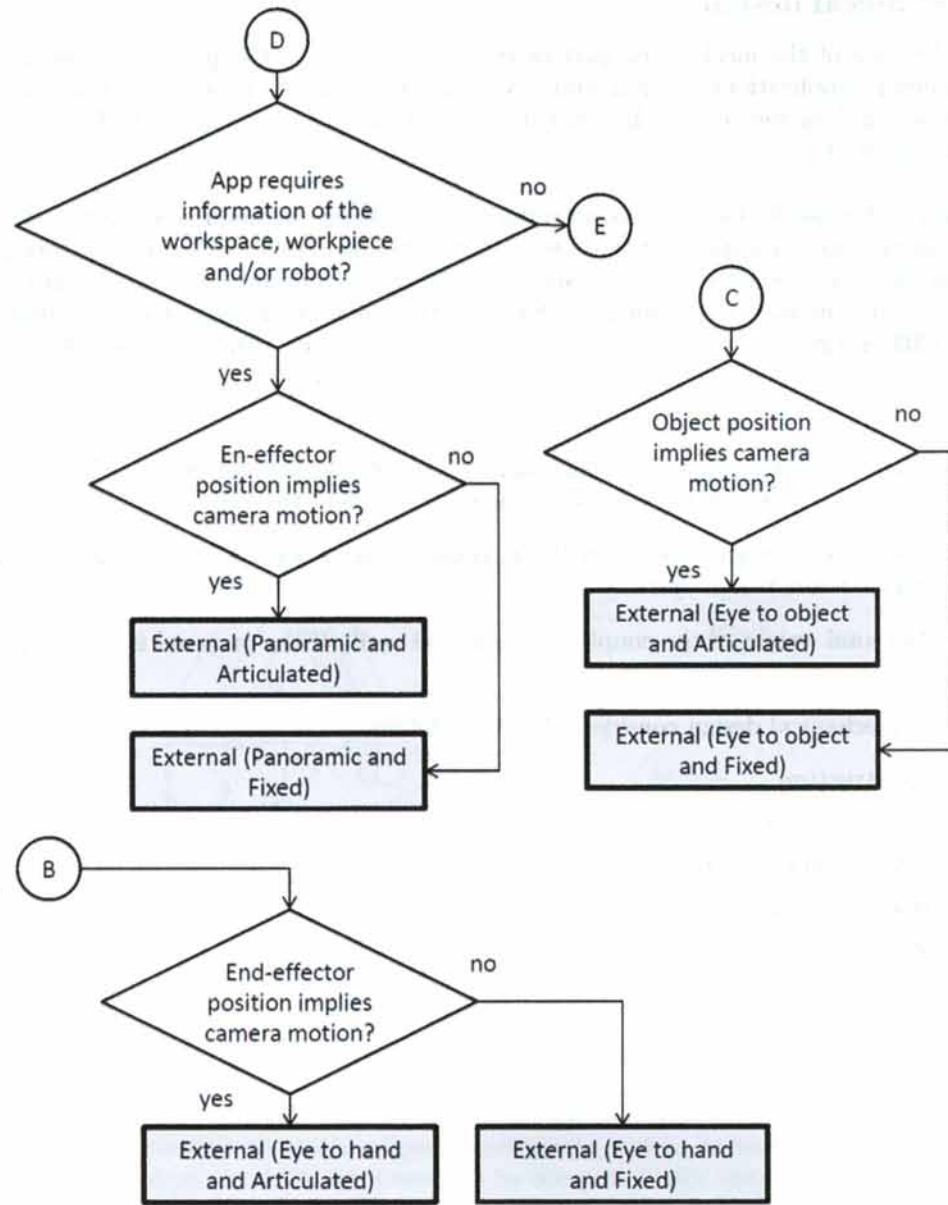 D
App requires
information of the
workspace, workpiece
and/or robot?
no
E
yes
En-effector
position implies
camera motion?
no
yes
External (Panoramic and
Articulated)
External (Panoramic and
Fixed)
C
Object position
implies camera
motion?
no
yes
External (Eye to object
and Articulated)
External (Eye to object
and Fixed)
B
End-effector
position implies
camera motion?
no
yes
External (Eye to hand
and Articulated)
External (Eye to hand
and Fixed)